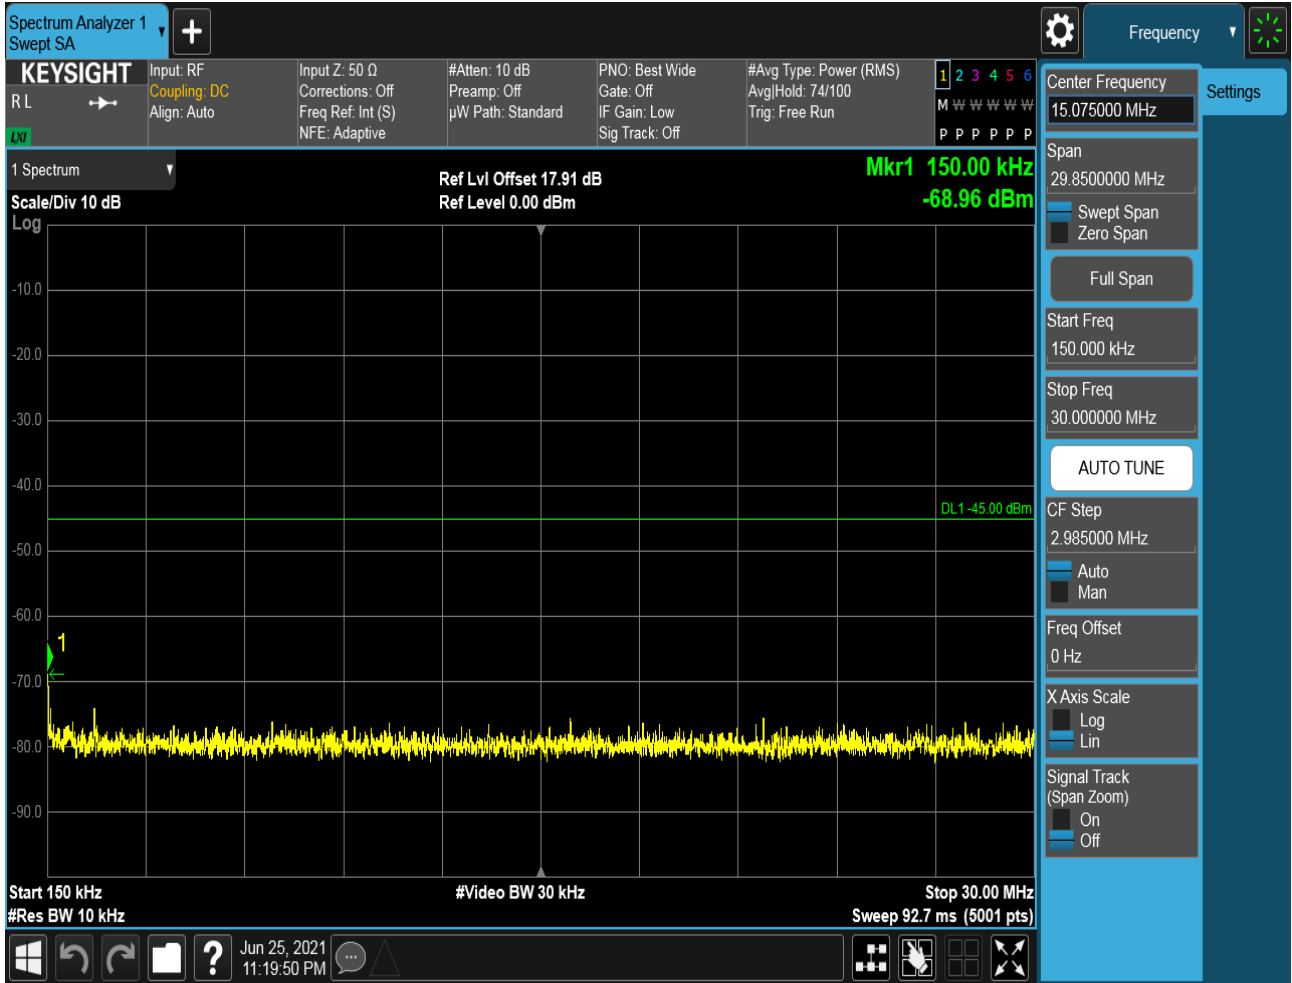 Spectrum Analyzer 1
Swept SA
Frequency
KEYSIGHT
R L
LXI
Input: RF
Coupling: DC
Align: Auto
Input Z: 50 Ω
Corrections: Off
Freq Ref: Int (S)
NFE: Adaptive
#Atten: 10 dB
Preamp: Off
µW Path: Standard
PNO: Best Wide
Gate: Off
IF Gain: Low
Sig Track: Off
#Avg Type: Power (RMS)
Avg|Hold: 74/100
Trig: Free Run
1 2 3 4 5 6
M W W W W W
P P P P P P
1 Spectrum
Scale/Div 10 dB
Log
Ref Lvl Offset 17.91 dB
Ref Level 0.00 dBm
Mkr1 150.00 kHz
-68.96 dBm
-10.0
-20.0
-30.0
-40.0
DL1 -45.00 dBm
-50.0
-60.0
1
-70.0
-80.0
-90.0
Start 150 kHz
#Res BW 10 kHz
#Video BW 30 kHz
Stop 30.00 MHz
Sweep 92.7 ms (5001 pts)
Center Frequency
15.075000 MHz
Settings
Span
29.8500000 MHz
Swept Span
Zero Span
Full Span
Start Freq
150.000 kHz
Stop Freq
30.000000 MHz
AUTO TUNE
CF Step
2.985000 MHz
Auto
Man
Freq Offset
0 Hz
X Axis Scale
Log
Lin
Signal Track
(Span Zoom)
On
Off
?
Jun 25, 2021
11:19:50 PM